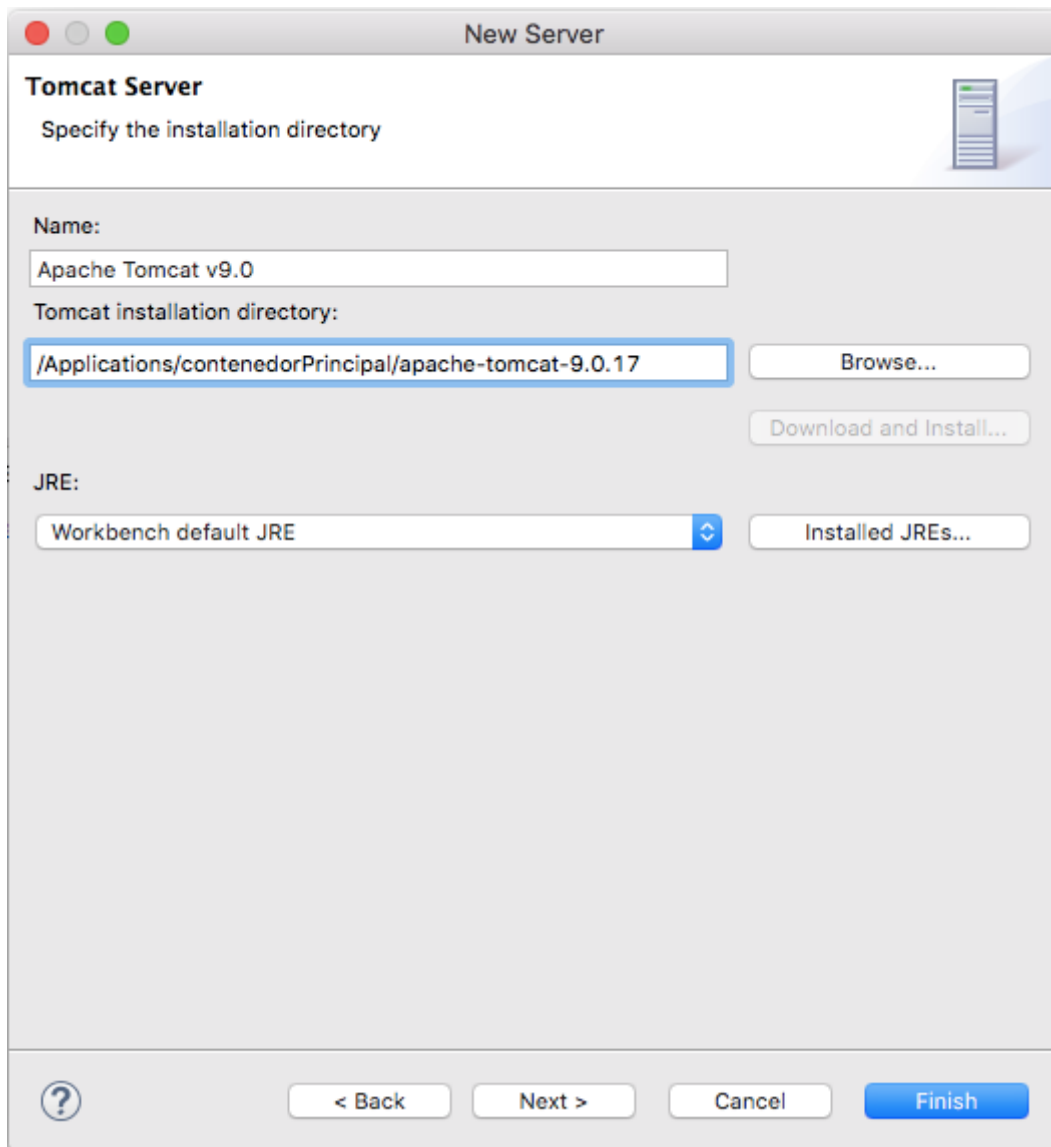 New Server
Tomcat Server
Specify the installation directory
Name:
Apache Tomcat v9.0
Tomcat installation directory:
/Applications/contenedorPrincipal/apache-tomcat-9.0.17
Browse...
Download and Install...
JRE:
Workbench default JRE
Installed JREs...
?
< Back
Next >
Cancel
Finish